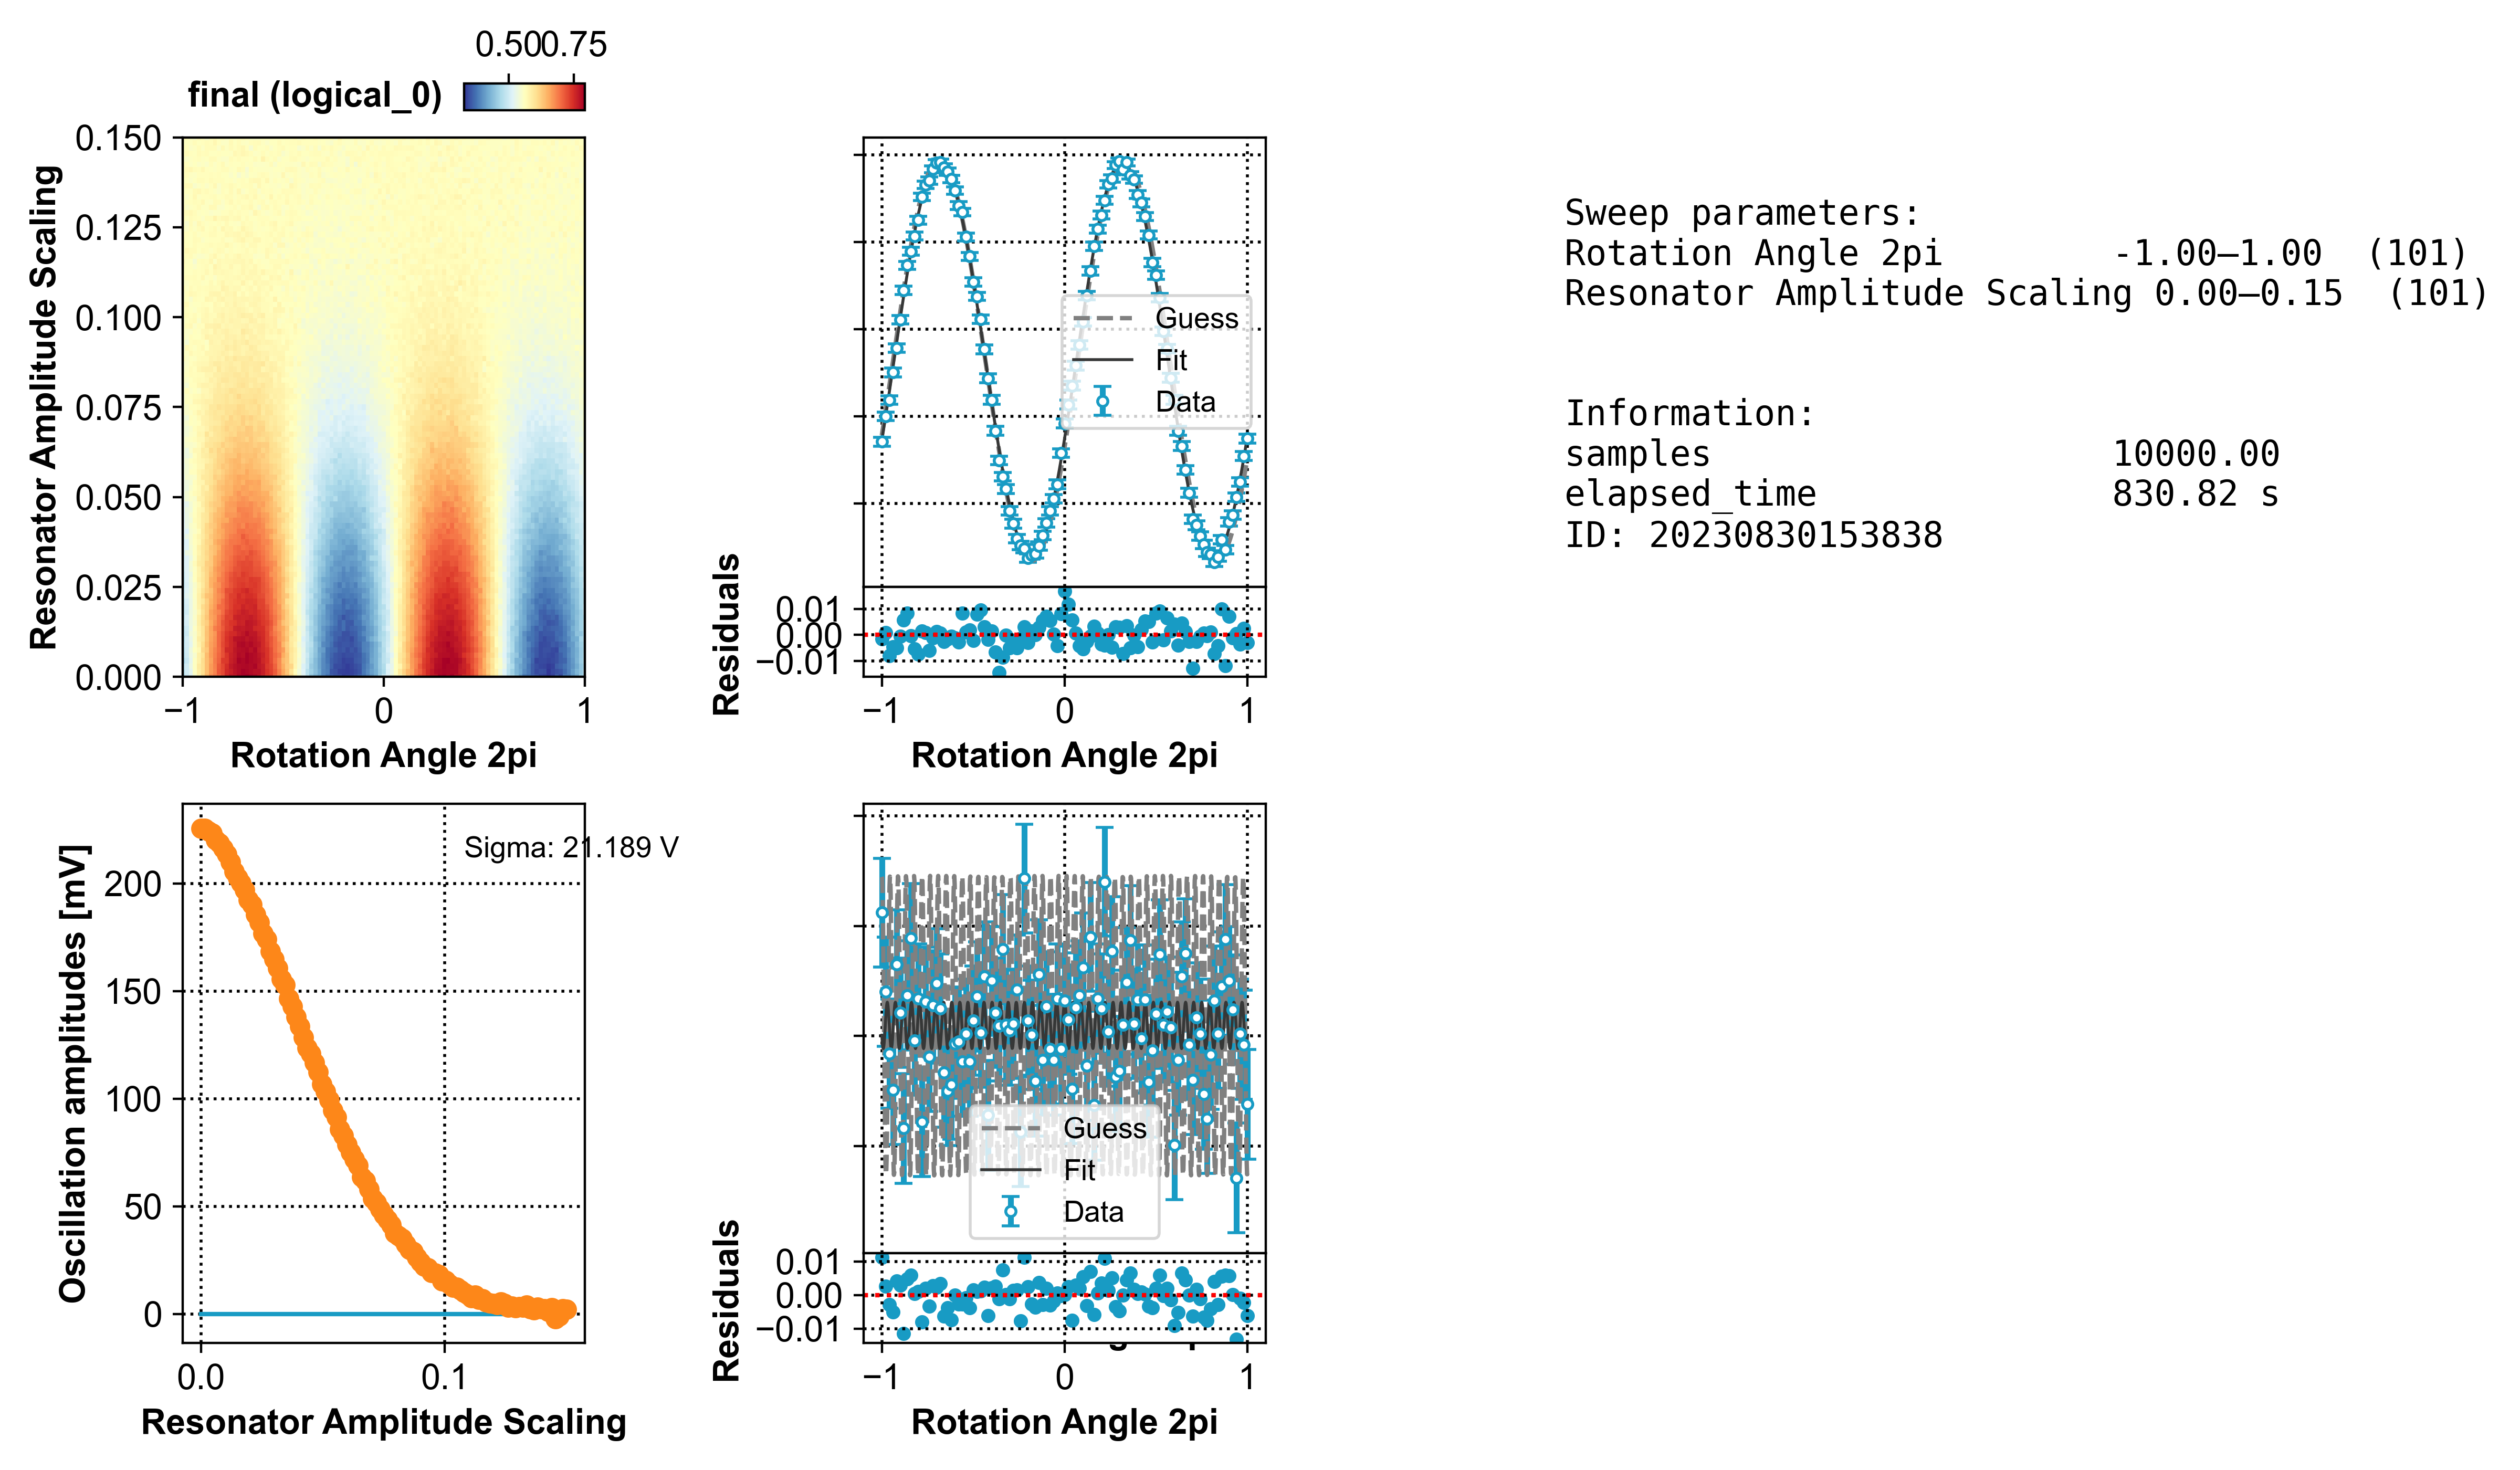 0.50 0.75
final (logical_0)
Resonator Amplitude Scaling
0.150
0.125
0.100
0.075
0.050
0.025
0.000
−1 0 1
Rotation Angle 2pi
Guess
Fit
Data
Residuals
0.01
0.00
−0.01
−1 0 1
Rotation Angle 2pi
Sweep parameters:
Rotation Angle 2pi -1.00–1.00 (101)
Resonator Amplitude Scaling 0.00–0.15 (101)
Information:
samples 10000.00
elapsed_time 830.82 s
ID: 20230830153838
Oscillation amplitudes [mV]
Sigma: 21.189 V
200
150
100
50
0
0.0 0.1
Resonator Amplitude Scaling
Guess
Fit
Data
Residuals
0.01
0.00
−0.01
−1 0 1
Rotation Angle 2pi